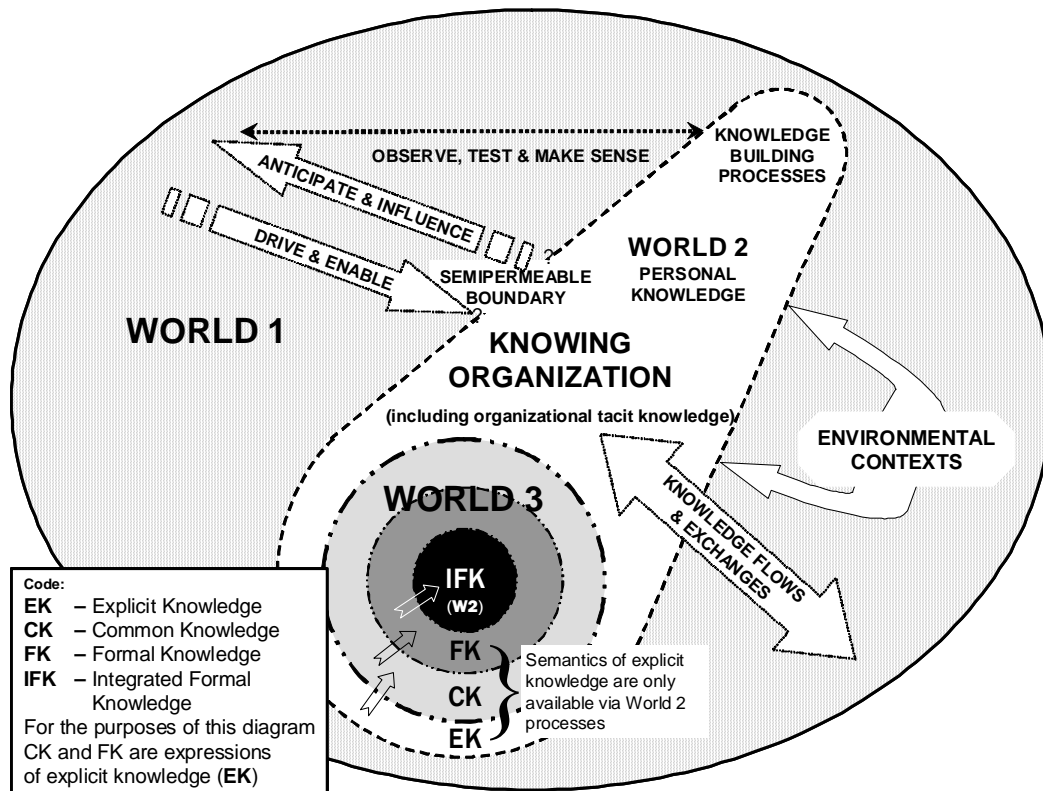 KNOWLEDGE
BUILDING
PROCESSES
OBSERVE, TEST & MAKE SENSE
ANTICIPATE & INFLUENCE
DRIVE & ENABLE
?
SEMIPERMEABLE
BOUNDARY
?
WORLD 2
PERSONAL
KNOWLEDGE
WORLD 1
KNOWING
ORGANIZATION
(including organizational tacit knowledge)
ENVIRONMENTAL
CONTEXTS
KNOWLEDGE FLOWS
& EXCHANGES
WORLD 3
IFK
(W2)
FK
CK
EK
Semantics of explicit
knowledge are only
available via World 2
processes
Code:
EK – Explicit Knowledge
CK – Common Knowledge
FK – Formal Knowledge
IFK – Integrated Formal
Knowledge
For the purposes of this diagram
CK and FK are expressions
of explicit knowledge (EK)